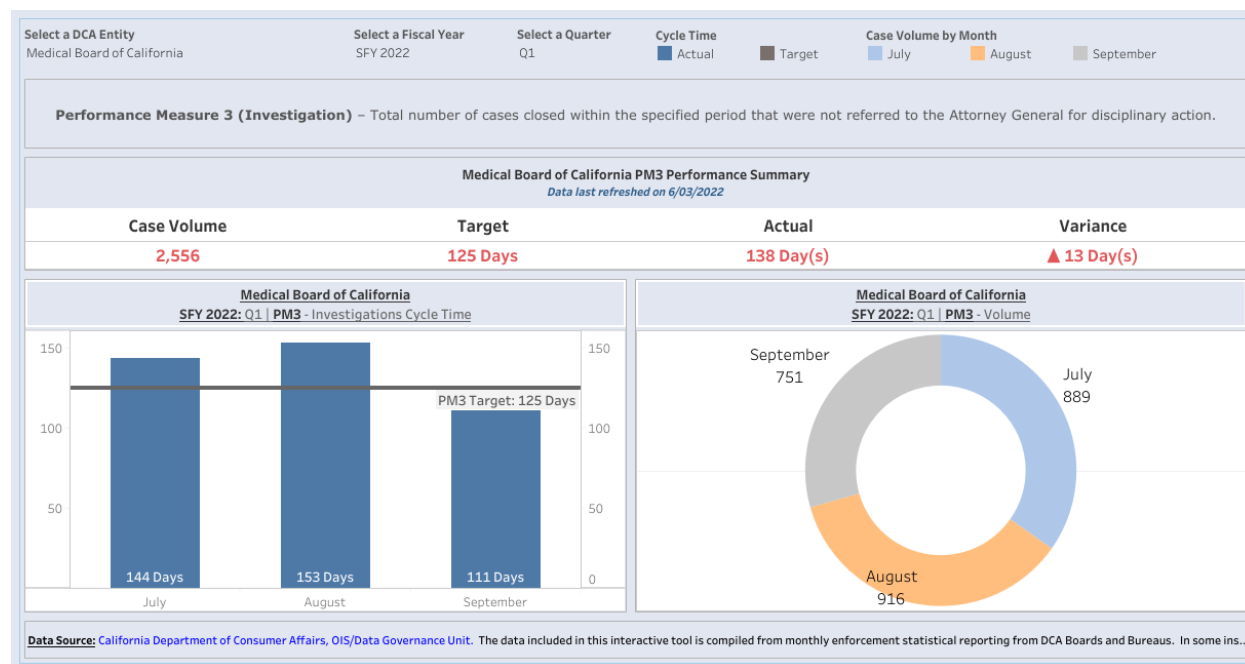 Select a DCA Entity
Medical Board of California
Select a Fiscal Year
SFY 2022
Select a Quarter
Q1
Cycle Time
Actual
Target
Case Volume by Month
July
August
September
Performance Measure 3 (Investigation) – Total number of cases closed within the specified period that were not referred to the Attorney General for disciplinary action.
Medical Board of California PM3 Performance Summary
Data last refreshed on 6/03/2022
Case Volume
Target
Actual
Variance
2,556
125 Days
138 Day(s)
▲ 13 Day(s)
Medical Board of California
SFY 2022: Q1 | PM3 - Investigations Cycle Time
150
100
50
150
100
50
0
PM3 Target: 125 Days
144 Days
153 Days
111 Days
July
August
September
Medical Board of California
SFY 2022: Q1 | PM3 - Volume
September
751
July
889
August
916
Data Source: California Department of Consumer Affairs, OIS/Data Governance Unit. The data included in this interactive tool is compiled from monthly enforcement statistical reporting from DCA Boards and Bureaus. In some ins..